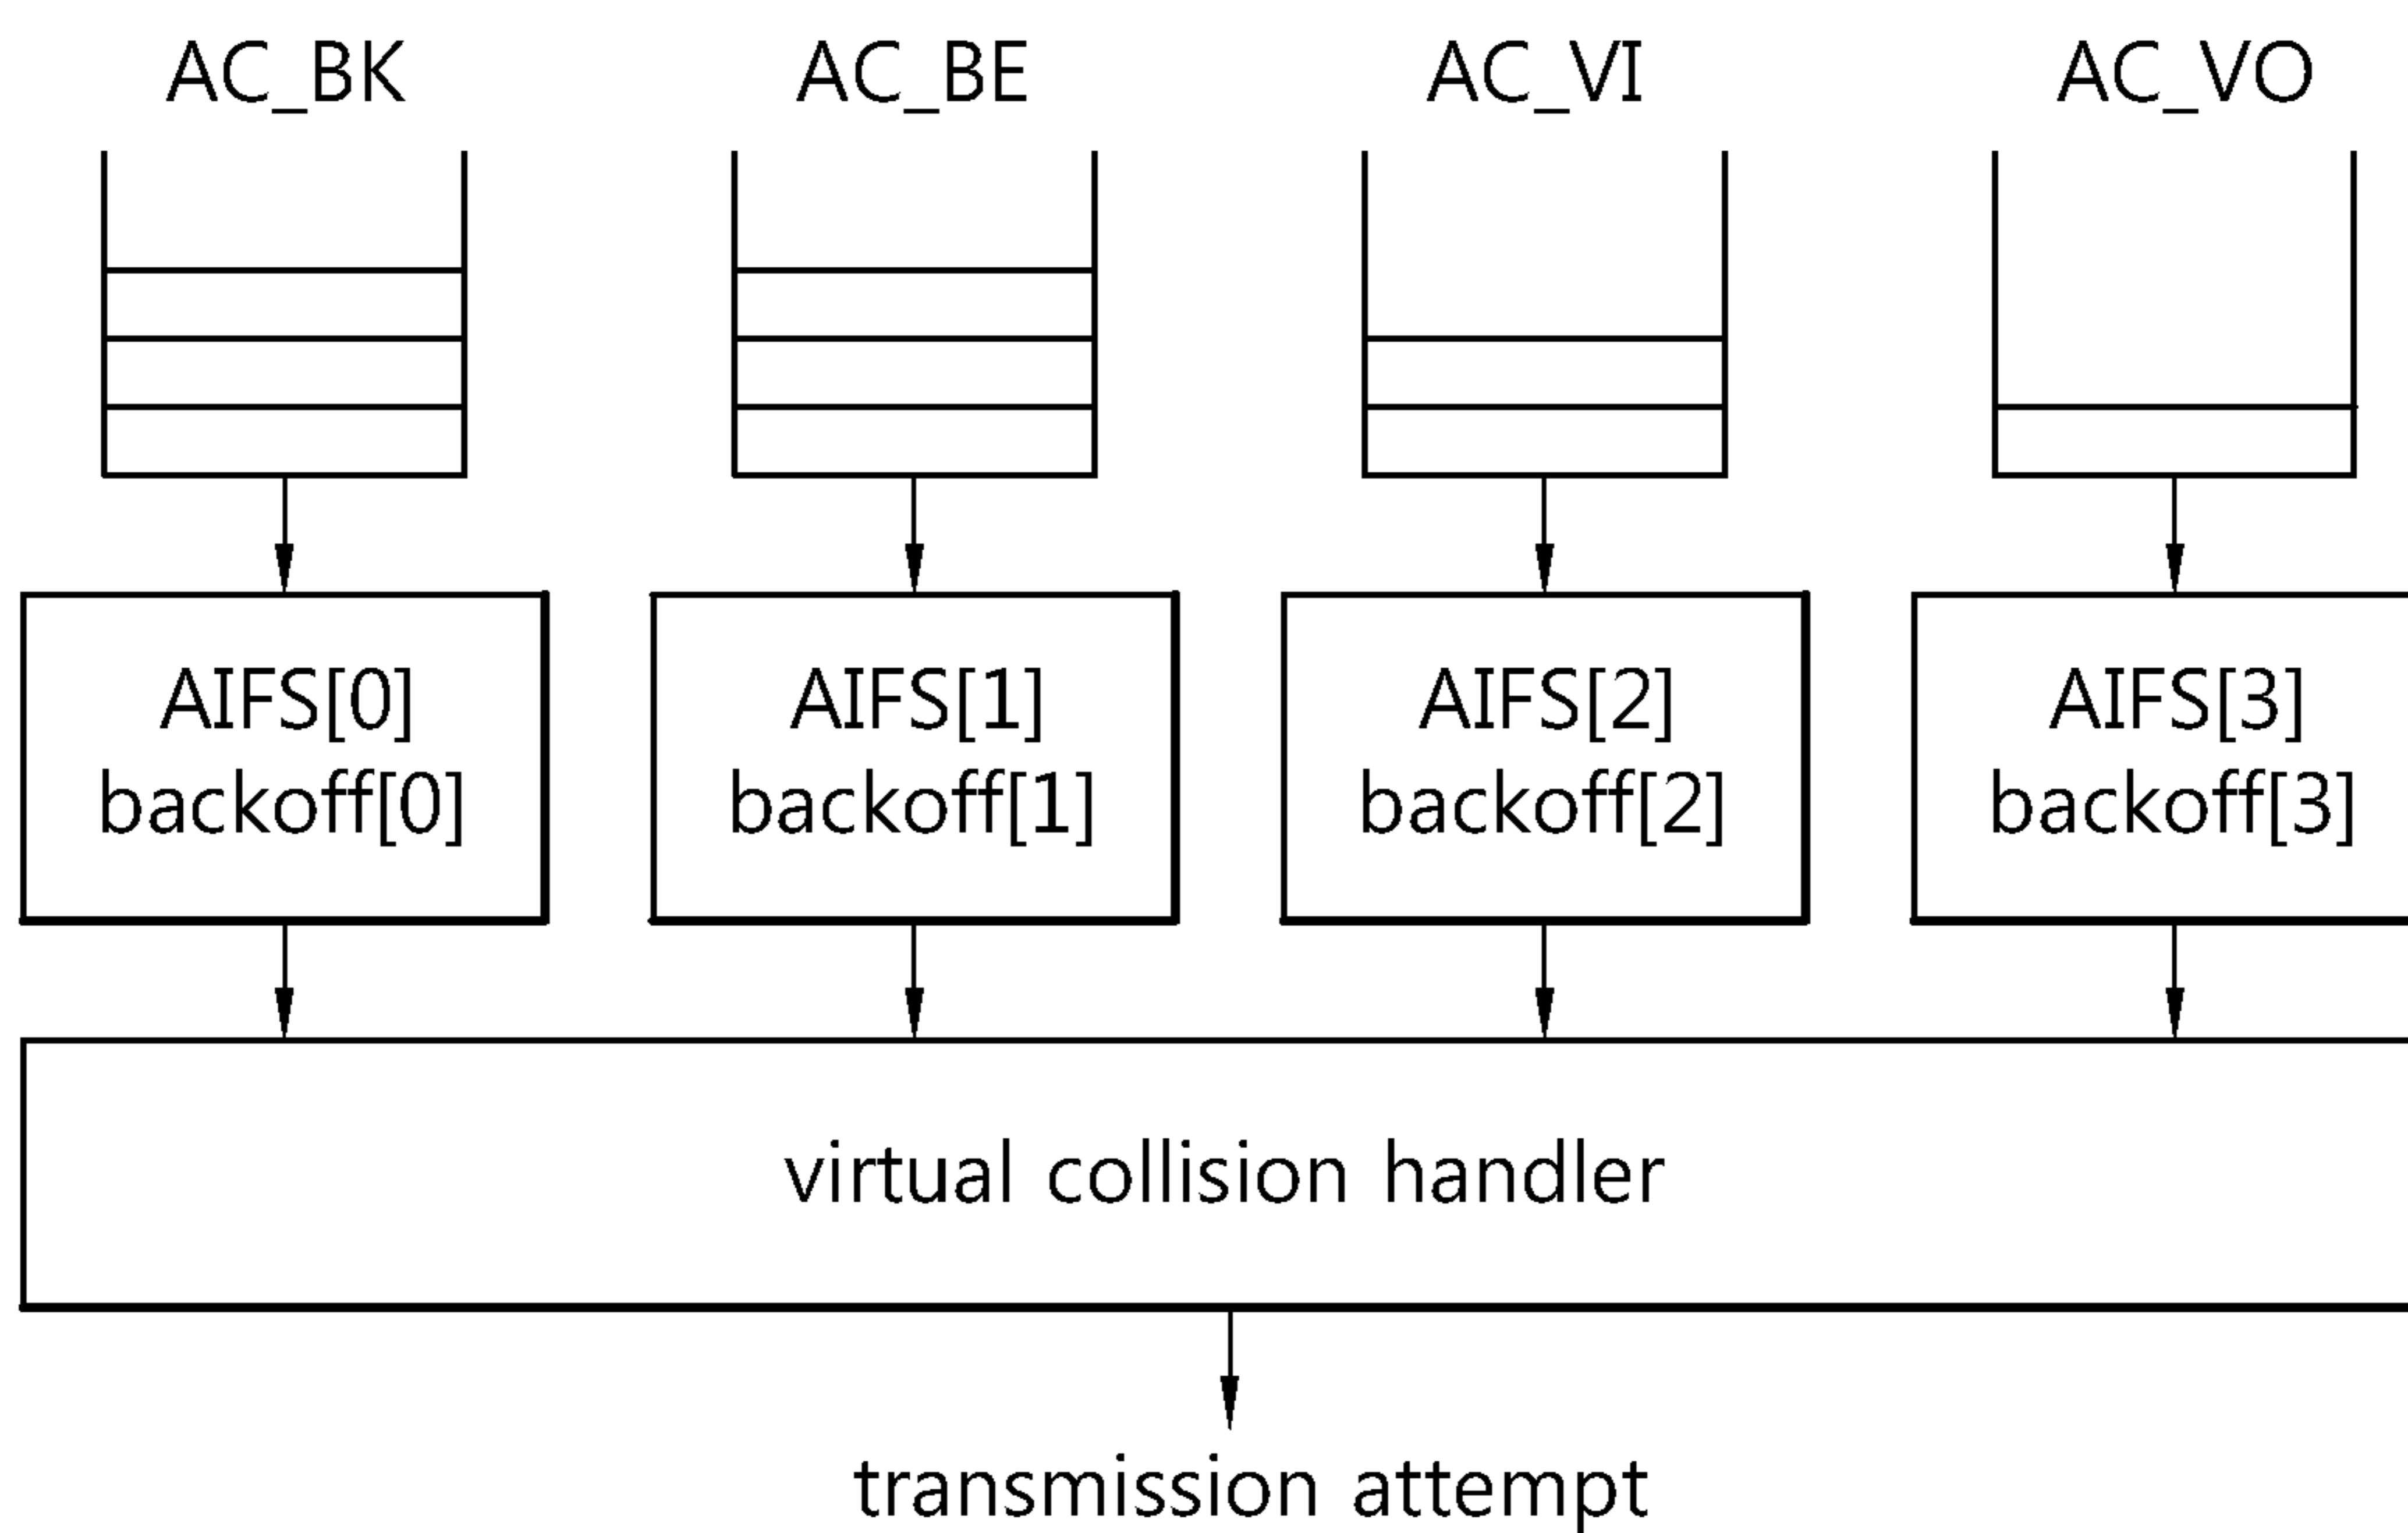 AC_BK AC_BE AC_VI AC_VO
AIFS[0] AIFS[1] AIFS[2] AIFS[3]
backoff[0] backoff[1] backoff[2] backoff[3]
virtual collision handler
transmission attempt